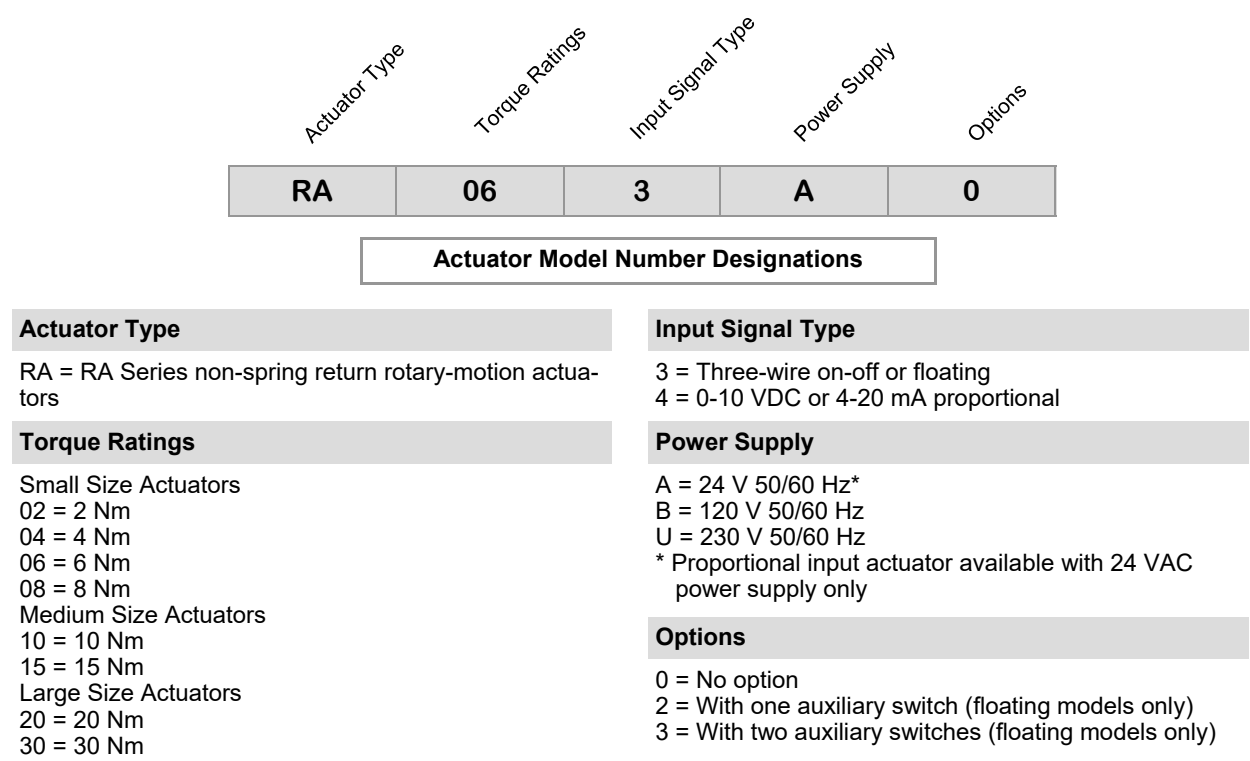 Actuator Type
Torque Ratings
Input Signal Type
Power Supply
Options
RA 06 3 A 0
Actuator Model Number Designations
Actuator Type
RA = RA Series non-spring return rotary-motion actua-
tors
Torque Ratings
Small Size Actuators
02 = 2 Nm
04 = 4 Nm
06 = 6 Nm
08 = 8 Nm
Medium Size Actuators
10 = 10 Nm
15 = 15 Nm
Large Size Actuators
20 = 20 Nm
30 = 30 Nm
Input Signal Type
3 = Three-wire on-off or floating
4 = 0-10 VDC or 4-20 mA proportional
Power Supply
A = 24 V 50/60 Hz*
B = 120 V 50/60 Hz
U = 230 V 50/60 Hz
* Proportional input actuator available with 24 VAC
power supply only
Options
0 = No option
2 = With one auxiliary switch (floating models only)
3 = With two auxiliary switches (floating models only)